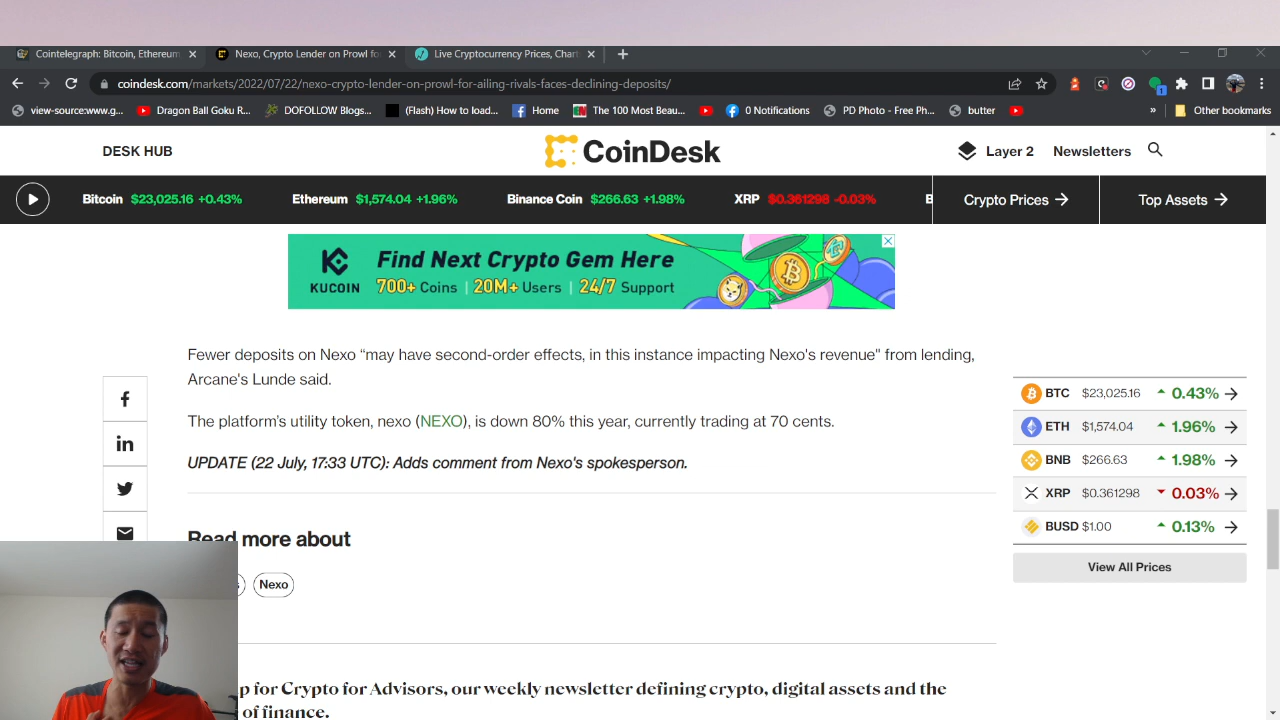 Cointelegraph: Bitcoin, Ethereum
Nexo, Crypto Lender on Prowl fo
Live Cryptocurrency Prices, Chart
coindesk.com/markets/2022/07/22/nexo-crypto-lender-on-prowl-for-ailing-rivals-faces-declining-deposits/
view-source:www.g... Dragon Ball Goku R... DOFOLLOW Blogs... (Flash) How to load... Home The 100 Most Beau... 0 Notifications PD Photo - Free Ph... butter » Other bookmarks
DESK HUB CoinDesk Layer 2 Newsletters
Bitcoin $23,025.16 +0.43% Ethereum $1,574.04 +1.96% Binance Coin $266.63 +1.98% XRP $0.361298 -0.03% B Crypto Prices → Top Assets →
KUCOIN
Find Next Crypto Gem Here
700+ Coins | 20M+ Users | 24/7 Support
Fewer deposits on Nexo “may have second-order effects, in this instance impacting Nexo's revenue" from lending,
Arcane's Lunde said.
The platform’s utility token, nexo (NEXO), is down 80% this year, currently trading at 70 cents.
UPDATE (22 July, 17:33 UTC): Adds comment from Nexo's spokesperson.
Read more about
s Nexo
p for Crypto for Advisors, our weekly newsletter defining crypto, digital assets and the
of finance.
BTC $23,025.16 0.43% →
ETH $1,574.04 1.96% →
BNB $266.63 1.98% →
XRP $0.361298 0.03% →
BUSD $1.00 0.13% →
View All Prices